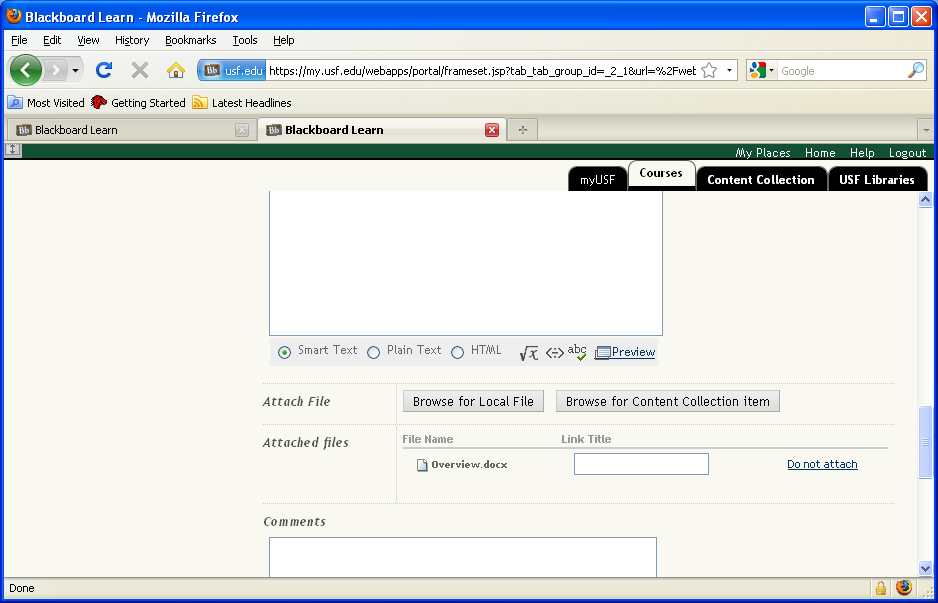 Blackboard Learn - Mozilla Firefox
File Edit View History Bookmarks Tools Help
Bb usf.edu https://my.usf.edu/webapps/portal/frameset.jsp?tab_tab_group_id=_2_1&url=%2Fwet Google
Most Visited Getting Started Latest Headlines
Bb Blackboard Learn Bb Blackboard Learn
My Places Home Help Logout
myUSF Courses Content Collection USF Libraries
Smart Text Plain Text HTML √x abc Preview
Attach File Browse for Local File Browse for Content Collection item
Attached files File Name Link Title
Overview.docx Do not attach
Comments
Done